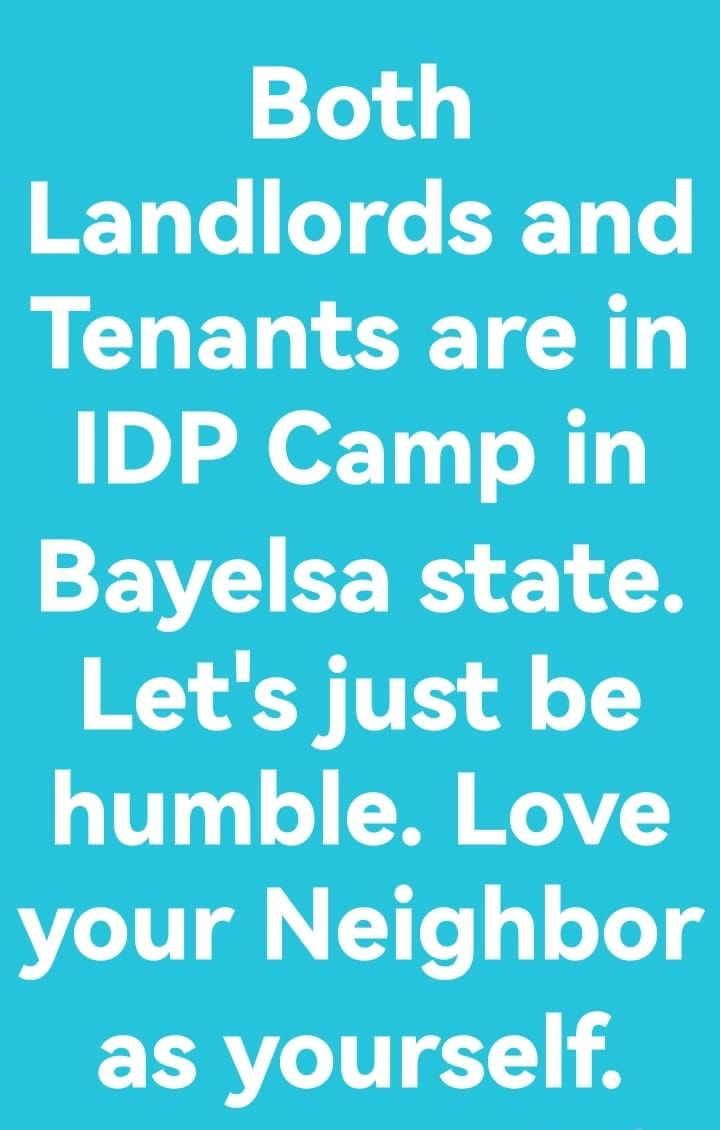 Both
Landlords and
Tenants are in
IDP Camp in
Bayelsa state.
Let's just be
humble. Love
your Neighbor
as yourself.